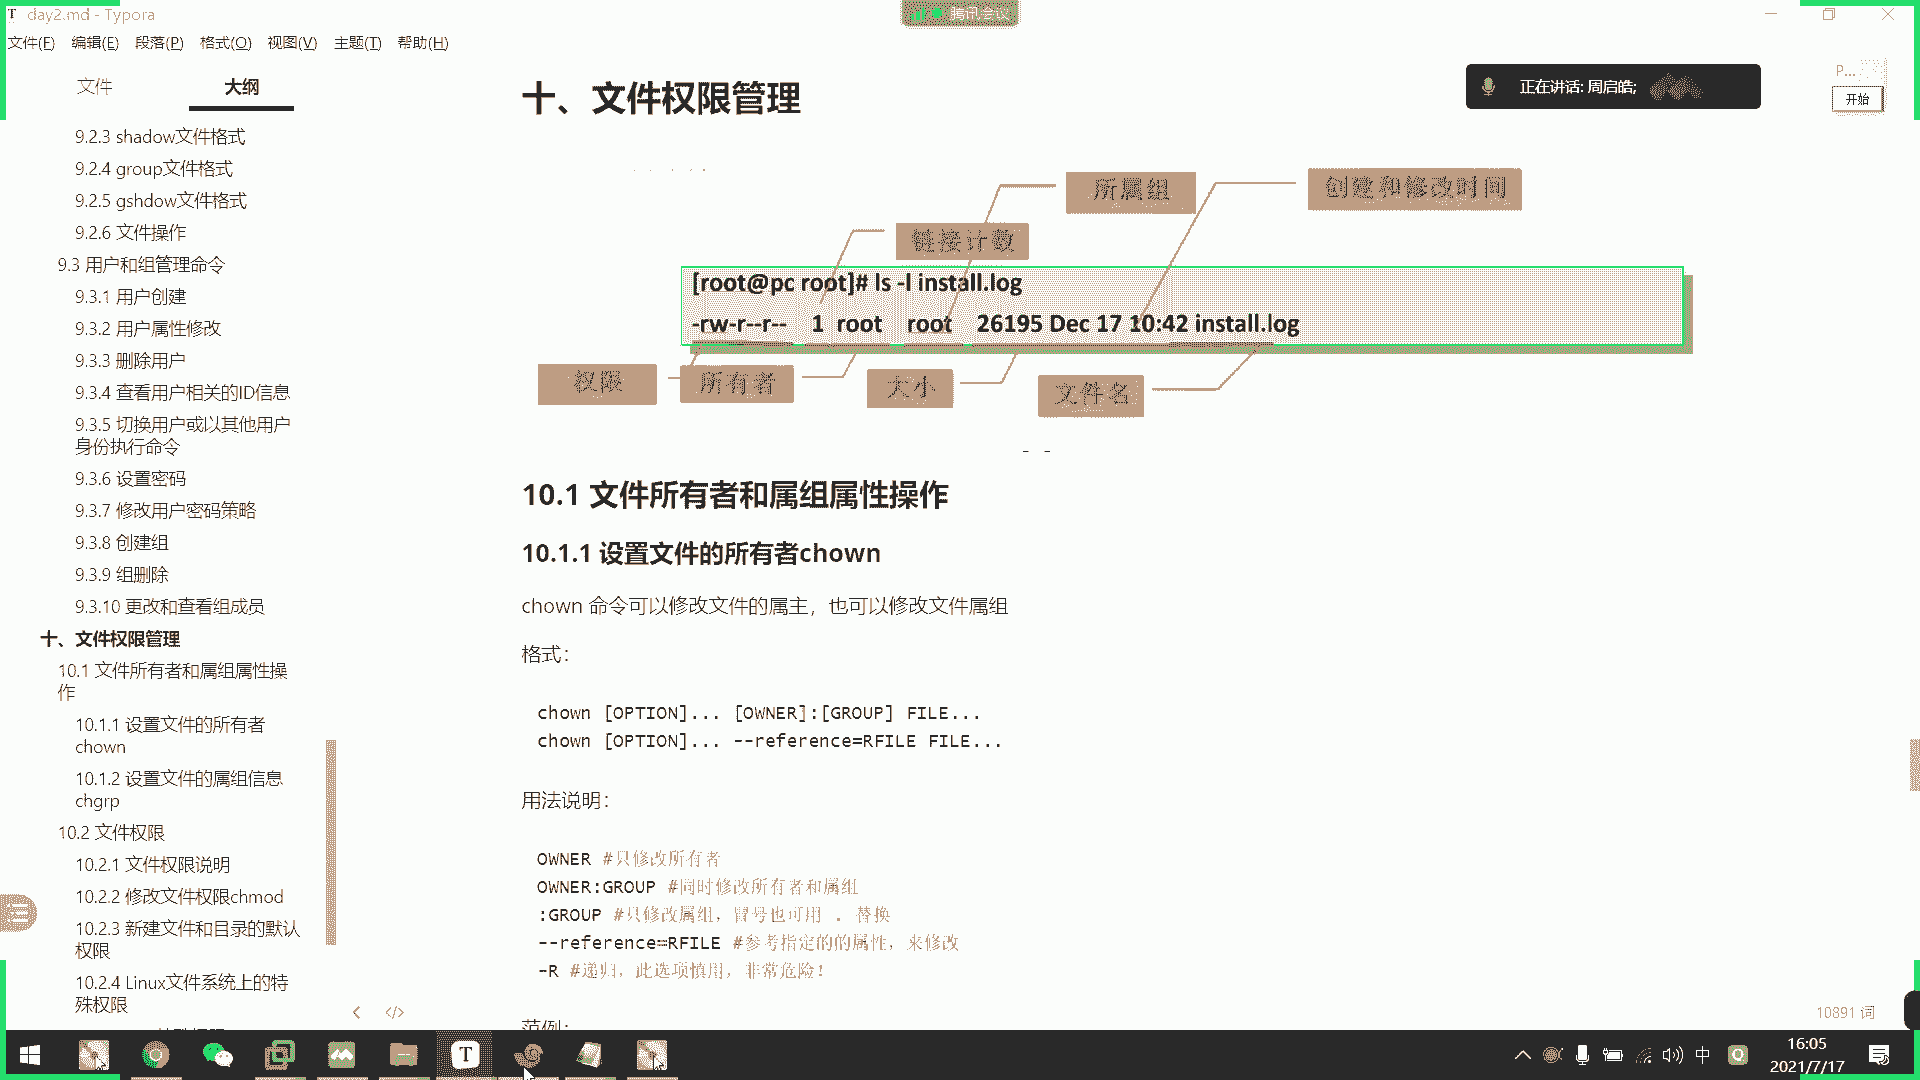 day2.md - Typora
腾讯会议
文件(F) 编辑(E) 段落(P) 格式(O) 视图(V) 主题(T) 帮助(H)
文件 大纲
9.2.3 shadow文件格式
9.2.4 group文件格式
9.2.5 gshdow文件格式
9.2.6 文件操作
9.3 用户和组管理命令
9.3.1 用户创建
9.3.2 用户属性修改
9.3.3 删除用户
9.3.4 查看用户相关的ID信息
9.3.5 切换用户或以其他用户
身份执行命令
9.3.6 设置密码
9.3.7 修改用户密码策略
9.3.8 创建组
9.3.9 组删除
9.3.10 更改和查看组成员
十、文件权限管理
10.1 文件所有者和属组属性操
作
10.1.1 设置文件的所有者
chown
10.1.2 设置文件的属组信息
chgrp
10.2 文件权限
10.2.1 文件权限说明
10.2.2 修改文件权限chmod
10.2.3 新建文件和目录的默认
权限
10.2.4 Linux文件系统上的特
殊权限
十、文件权限管理
正在讲话: 周启皓;
P...
开始
所属组
创建和修改时间
链接计数
[root@pc root]# ls -l install.log
-rw-r--r-- 1 root root 26195 Dec 17 10:42 install.log
权限
所有者
大小
文件名
10.1 文件所有者和属组属性操作
10.1.1 设置文件的所有者chown
chown 命令可以修改文件的属主，也可以修改文件属组
格式：
chown [OPTION]... [OWNER]:[GROUP] FILE...
chown [OPTION]... --reference=RFILE FILE...
用法说明：
OWNER #只修改所有者
OWNER:GROUP #同时修改所有者和属组
:GROUP #只修改属组，冒号也可用 . 替换
--reference=RFILE #参考指定的的属性，来修改
-R #递归，此选项慎用，非常危险！
范例：
10891 词
中
16:05
2021/7/17